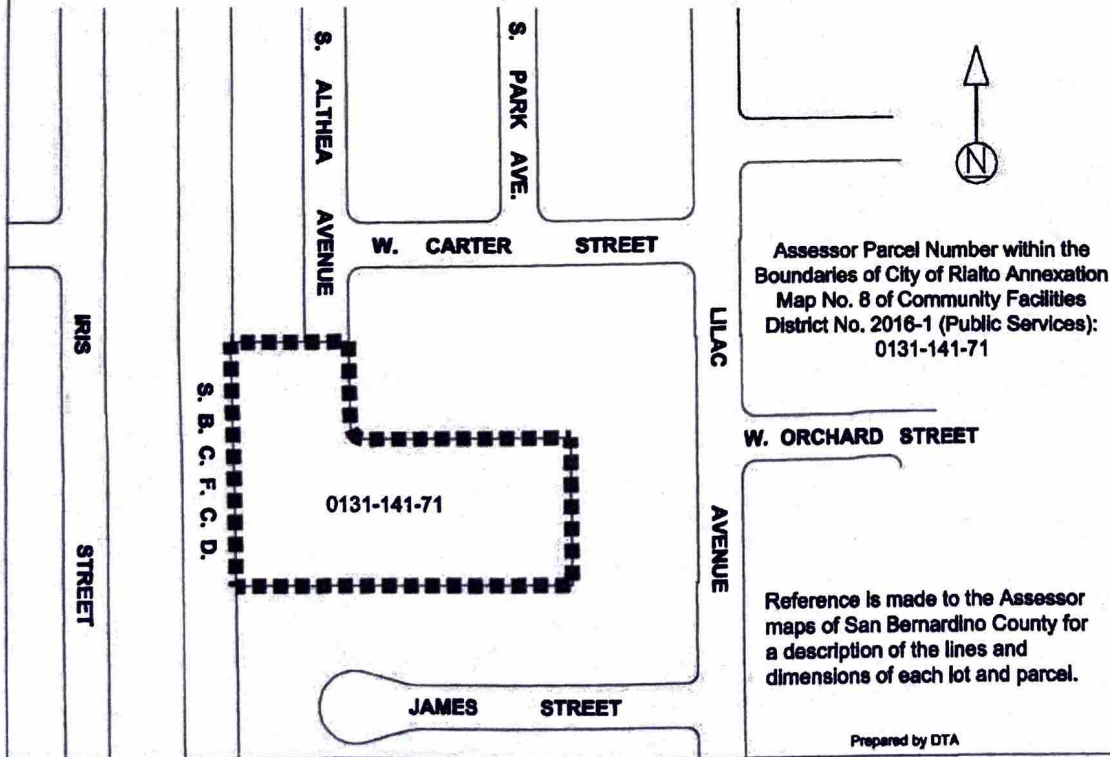 S. ALTHEA AVENUE
S. PARK AVE.
N
W. CARTER STREET
Assessor Parcel Number within the
Boundaries of City of Rialto Annexation
Map No. 8 of Community Facilities
District No. 2016-1 (Public Services):
0131-141-71
IRIS STREET
S. B. C. F. C. D.
LILAC AVENUE
W. ORCHARD STREET
0131-141-71
Reference is made to the Assessor
maps of San Bernardino County for
a description of the lines and
dimensions of each lot and parcel.
JAMES STREET
Prepared by DTA